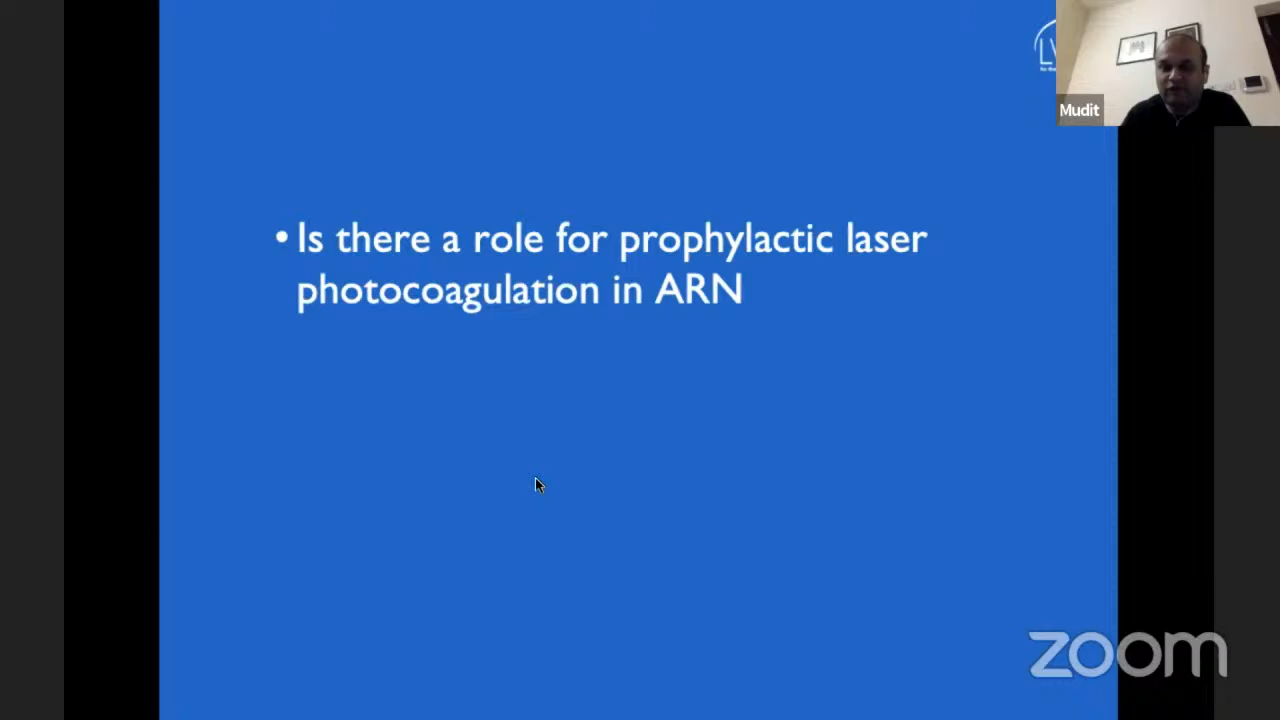 • Is there a role for prophylactic laser
photocoagulation in ARN
Mudit
zoom